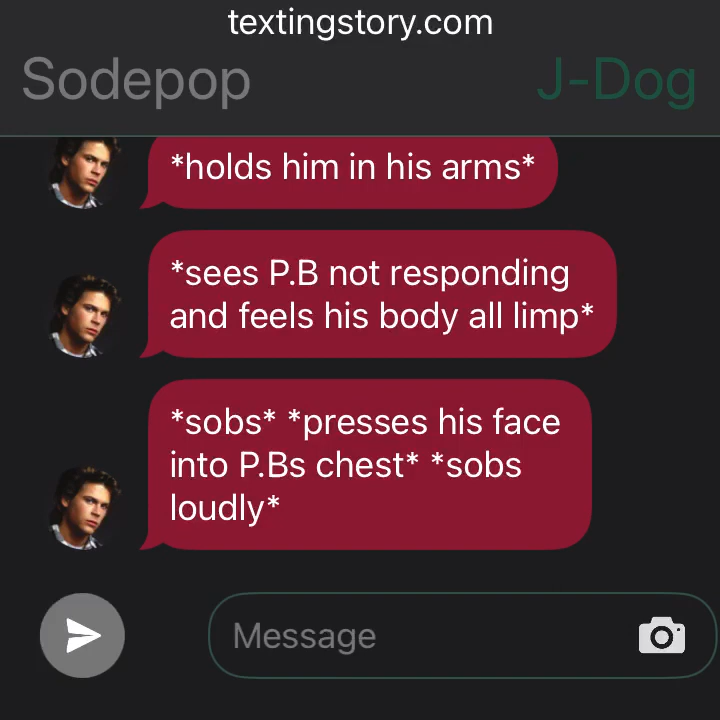 textingstory.com
Sodepop
J-Dog
*holds him in his arms*
*sees P.B not responding
and feels his body all limp*
*sobs* *presses his face
into P.Bs chest* *sobs
loudly*
Message